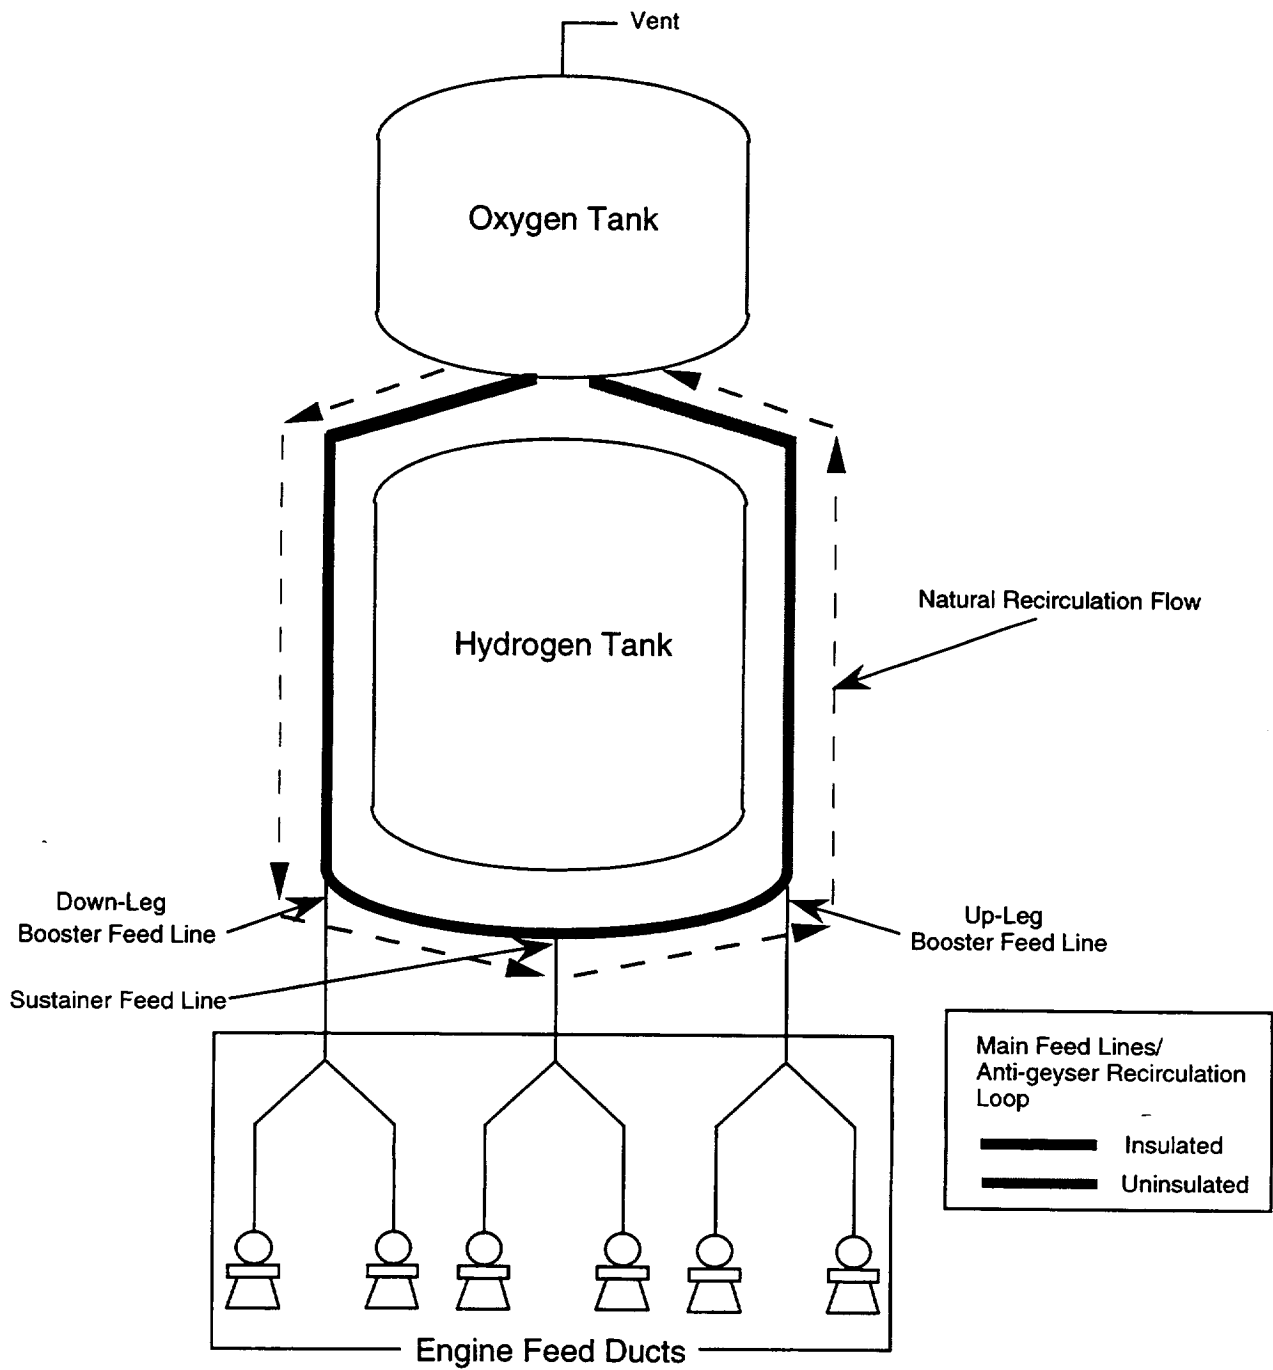 Vent
Oxygen Tank
Natural Recirculation Flow
Hydrogen Tank
Down-Leg
Booster Feed Line
Up-Leg
Booster Feed Line
Sustainer Feed Line
Main Feed Lines/
Anti-geyser Recirculation
Loop
Insulated
Uninsulated
Engine Feed Ducts